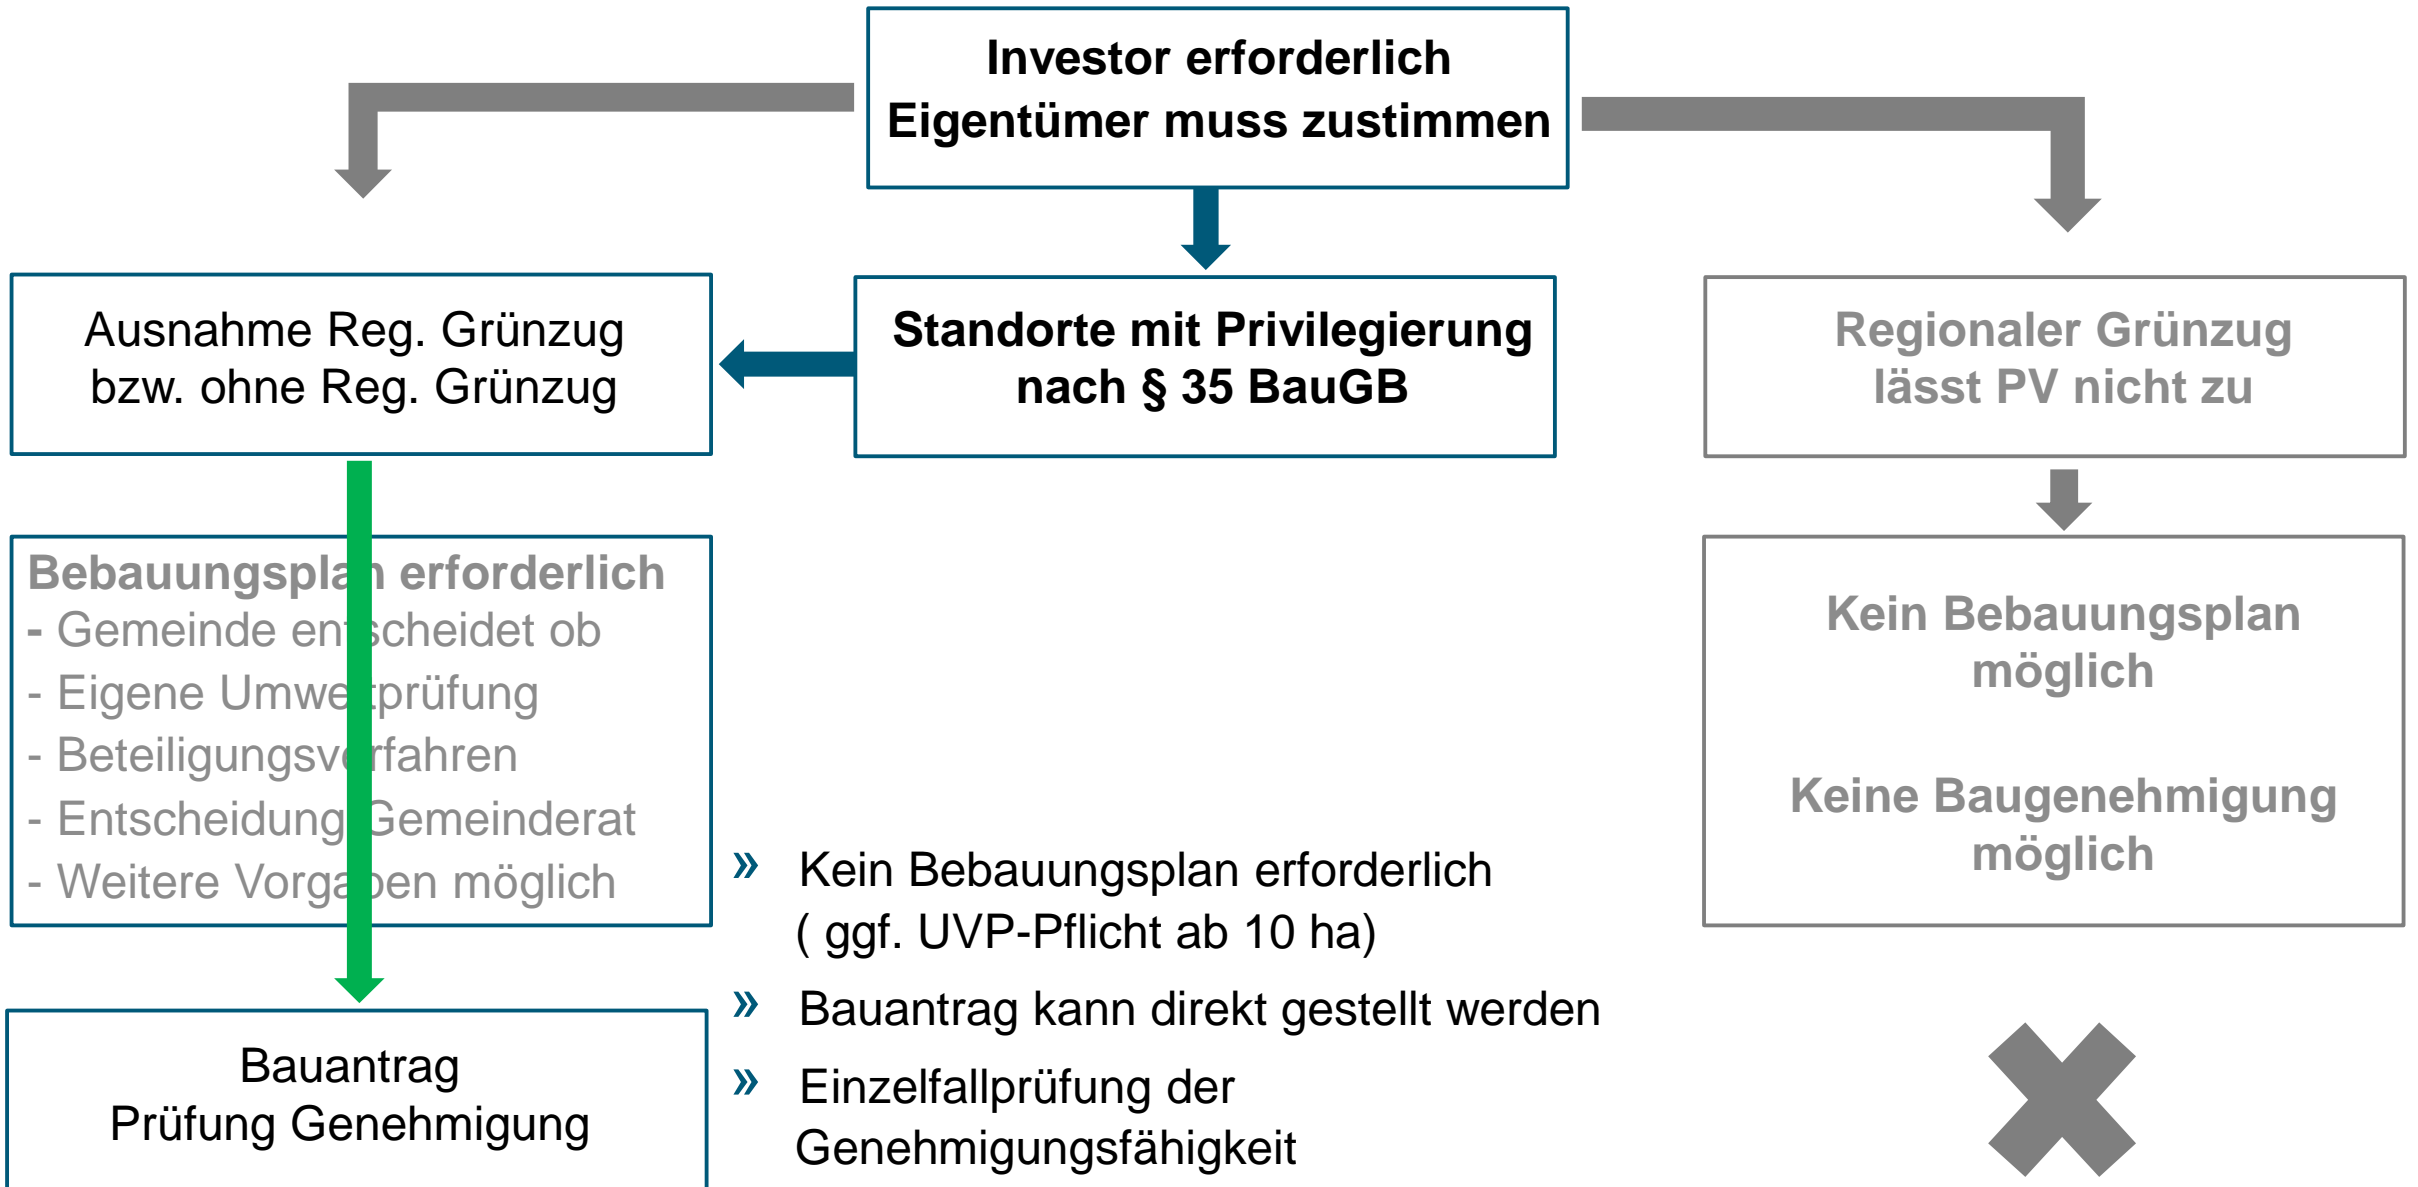 Investor erforderlich
Eigentümer muss zustimmen
Ausnahme Reg. Grünzug
bzw. ohne Reg. Grünzug
Standorte mit Privilegierung
nach § 35 BauGB
Regionaler Grünzug
lässt PV nicht zu
Bebauungsplan erforderlich
- Gemeinde entscheidet ob
- Eigene Umweltprüfung
- Beteiligungsverfahren
- Entscheidung Gemeinderat
- Weitere Vorgaben möglich
Kein Bebauungsplan
möglich
Keine Baugenehmigung
möglich
» Kein Bebauungsplan erforderlich
( ggf. UVP-Pflicht ab 10 ha)
» Bauantrag kann direkt gestellt werden
» Einzelfallprüfung der
Genehmigungsfähigkeit
Bauantrag
Prüfung Genehmigung